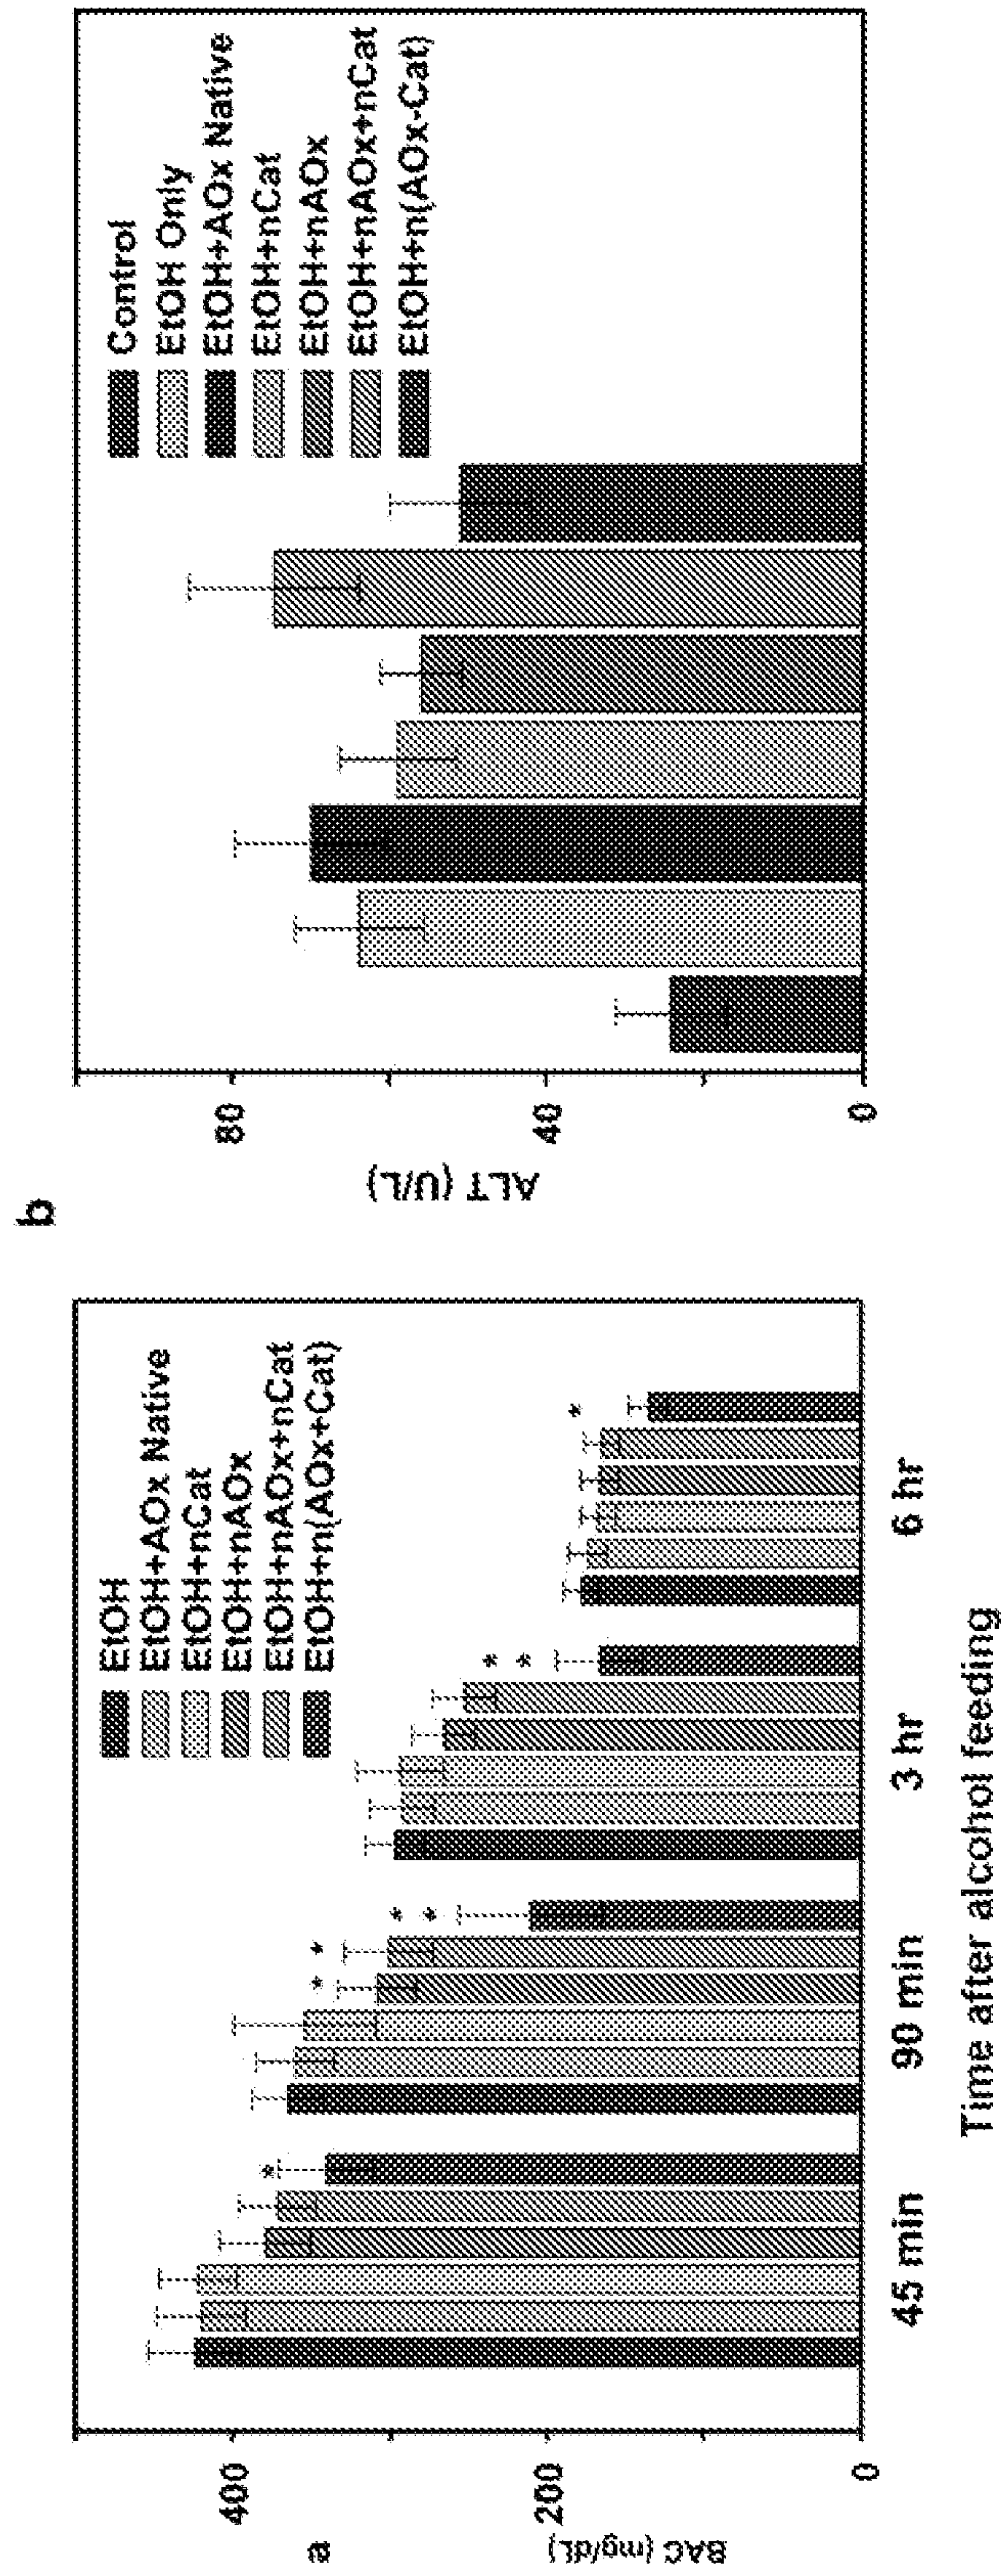 a
BAC (mg/dL)
400
200
0
EtOH
EtOH+AOx Native
EtOH+nCat
EtOH+nAOx
EtOH+nAOx+nCat
EtOH+n(AOx+Cat)
*
*
*
* *
* *
*
45 min
90 min
3 hr
6 hr
Time after alcohol feeding
b
ALT (U/L)
80
40
0
Control
EtOH Only
EtOH+AOx Native
EtOH+nCat
EtOH+nAOx
EtOH+nAOx+nCat
EtOH+n(AOx-Cat)